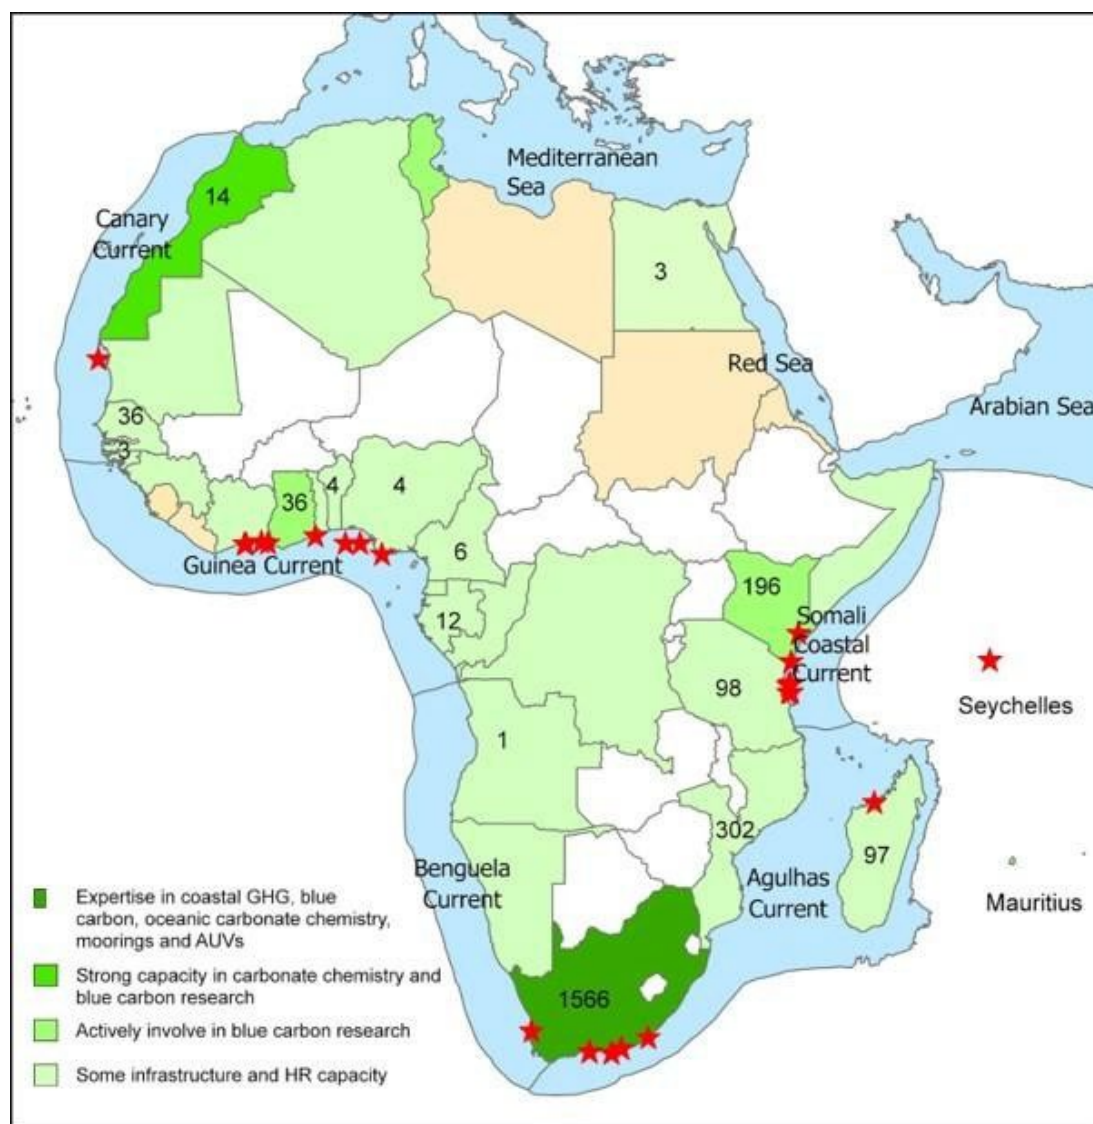 Mediterranean
Sea
14
Canary
Current
3
Red Sea
Arabian Sea
36
3
36
4
4
Guinea Current
6
12
196
Somali
Coastal
Current
98
Seychelles
1
302
97
Benguela
Current
Agulhas
Current
Mauritius
1566
Expertise in coastal GHG, blue
carbon, oceanic carbonate chemistry,
moorings and AUVs
Strong capacity in carbonate chemistry and
blue carbon research
Actively involve in blue carbon research
Some infrastructure and HR capacity